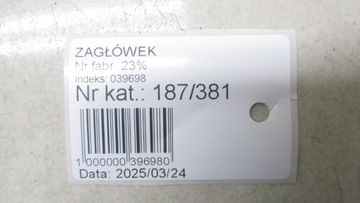 ZAGŁÓWEK
Nr fabr. 23%
Indeks: 039698
Nr kat.: 187/381
1 000000 396980
Data: 2025/03/24